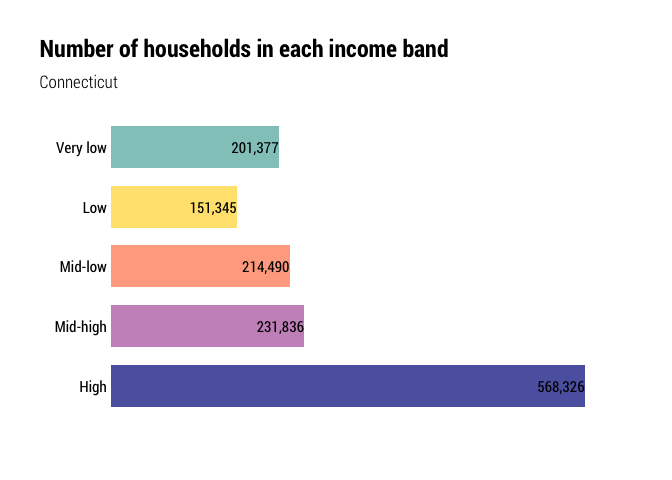 Number of households in each income band
Connecticut
Very low 201,377
Low 151,345
Mid-low 214,490
Mid-high 231,836
High 568,326